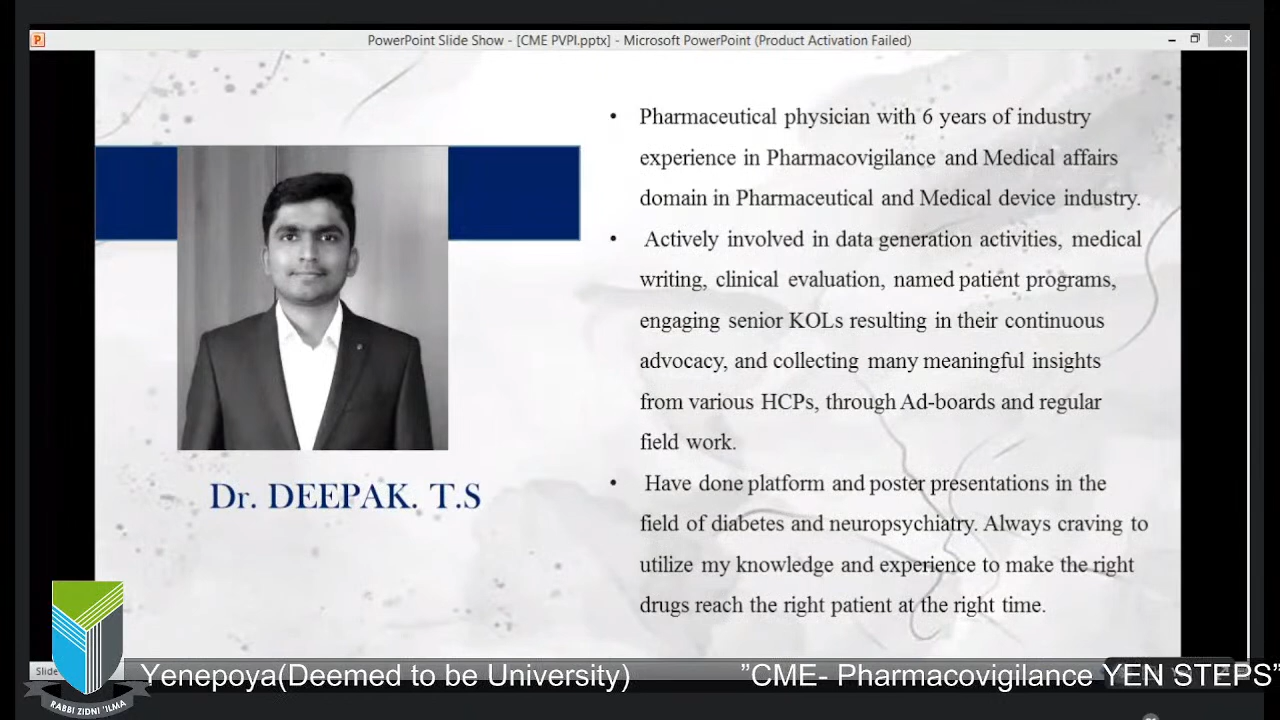 PowerPoint Slide Show - [CME PVPI.pptx] - Microsoft PowerPoint (Product Activation Failed)
• Pharmaceutical physician with 6 years of industry
experience in Pharmacovigilance and Medical affairs
domain in Pharmaceutical and Medical device industry.
• Actively involved in data generation activities, medical
writing, clinical evaluation, named patient programs,
engaging senior KOLs resulting in their continuous
advocacy, and collecting many meaningful insights
from various HCPs, through Ad-boards and regular
field work.
• Have done platform and poster presentations in the
field of diabetes and neuropsychiatry. Always craving to
utilize my knowledge and experience to make the right
drugs reach the right patient at the right time.
Dr. DEEPAK. T.S
Slide
Yenepoya(Deemed to be University) ”CME- Pharmacovigilance YEN STEPS”
RABBI ZIDNI 'ILMA